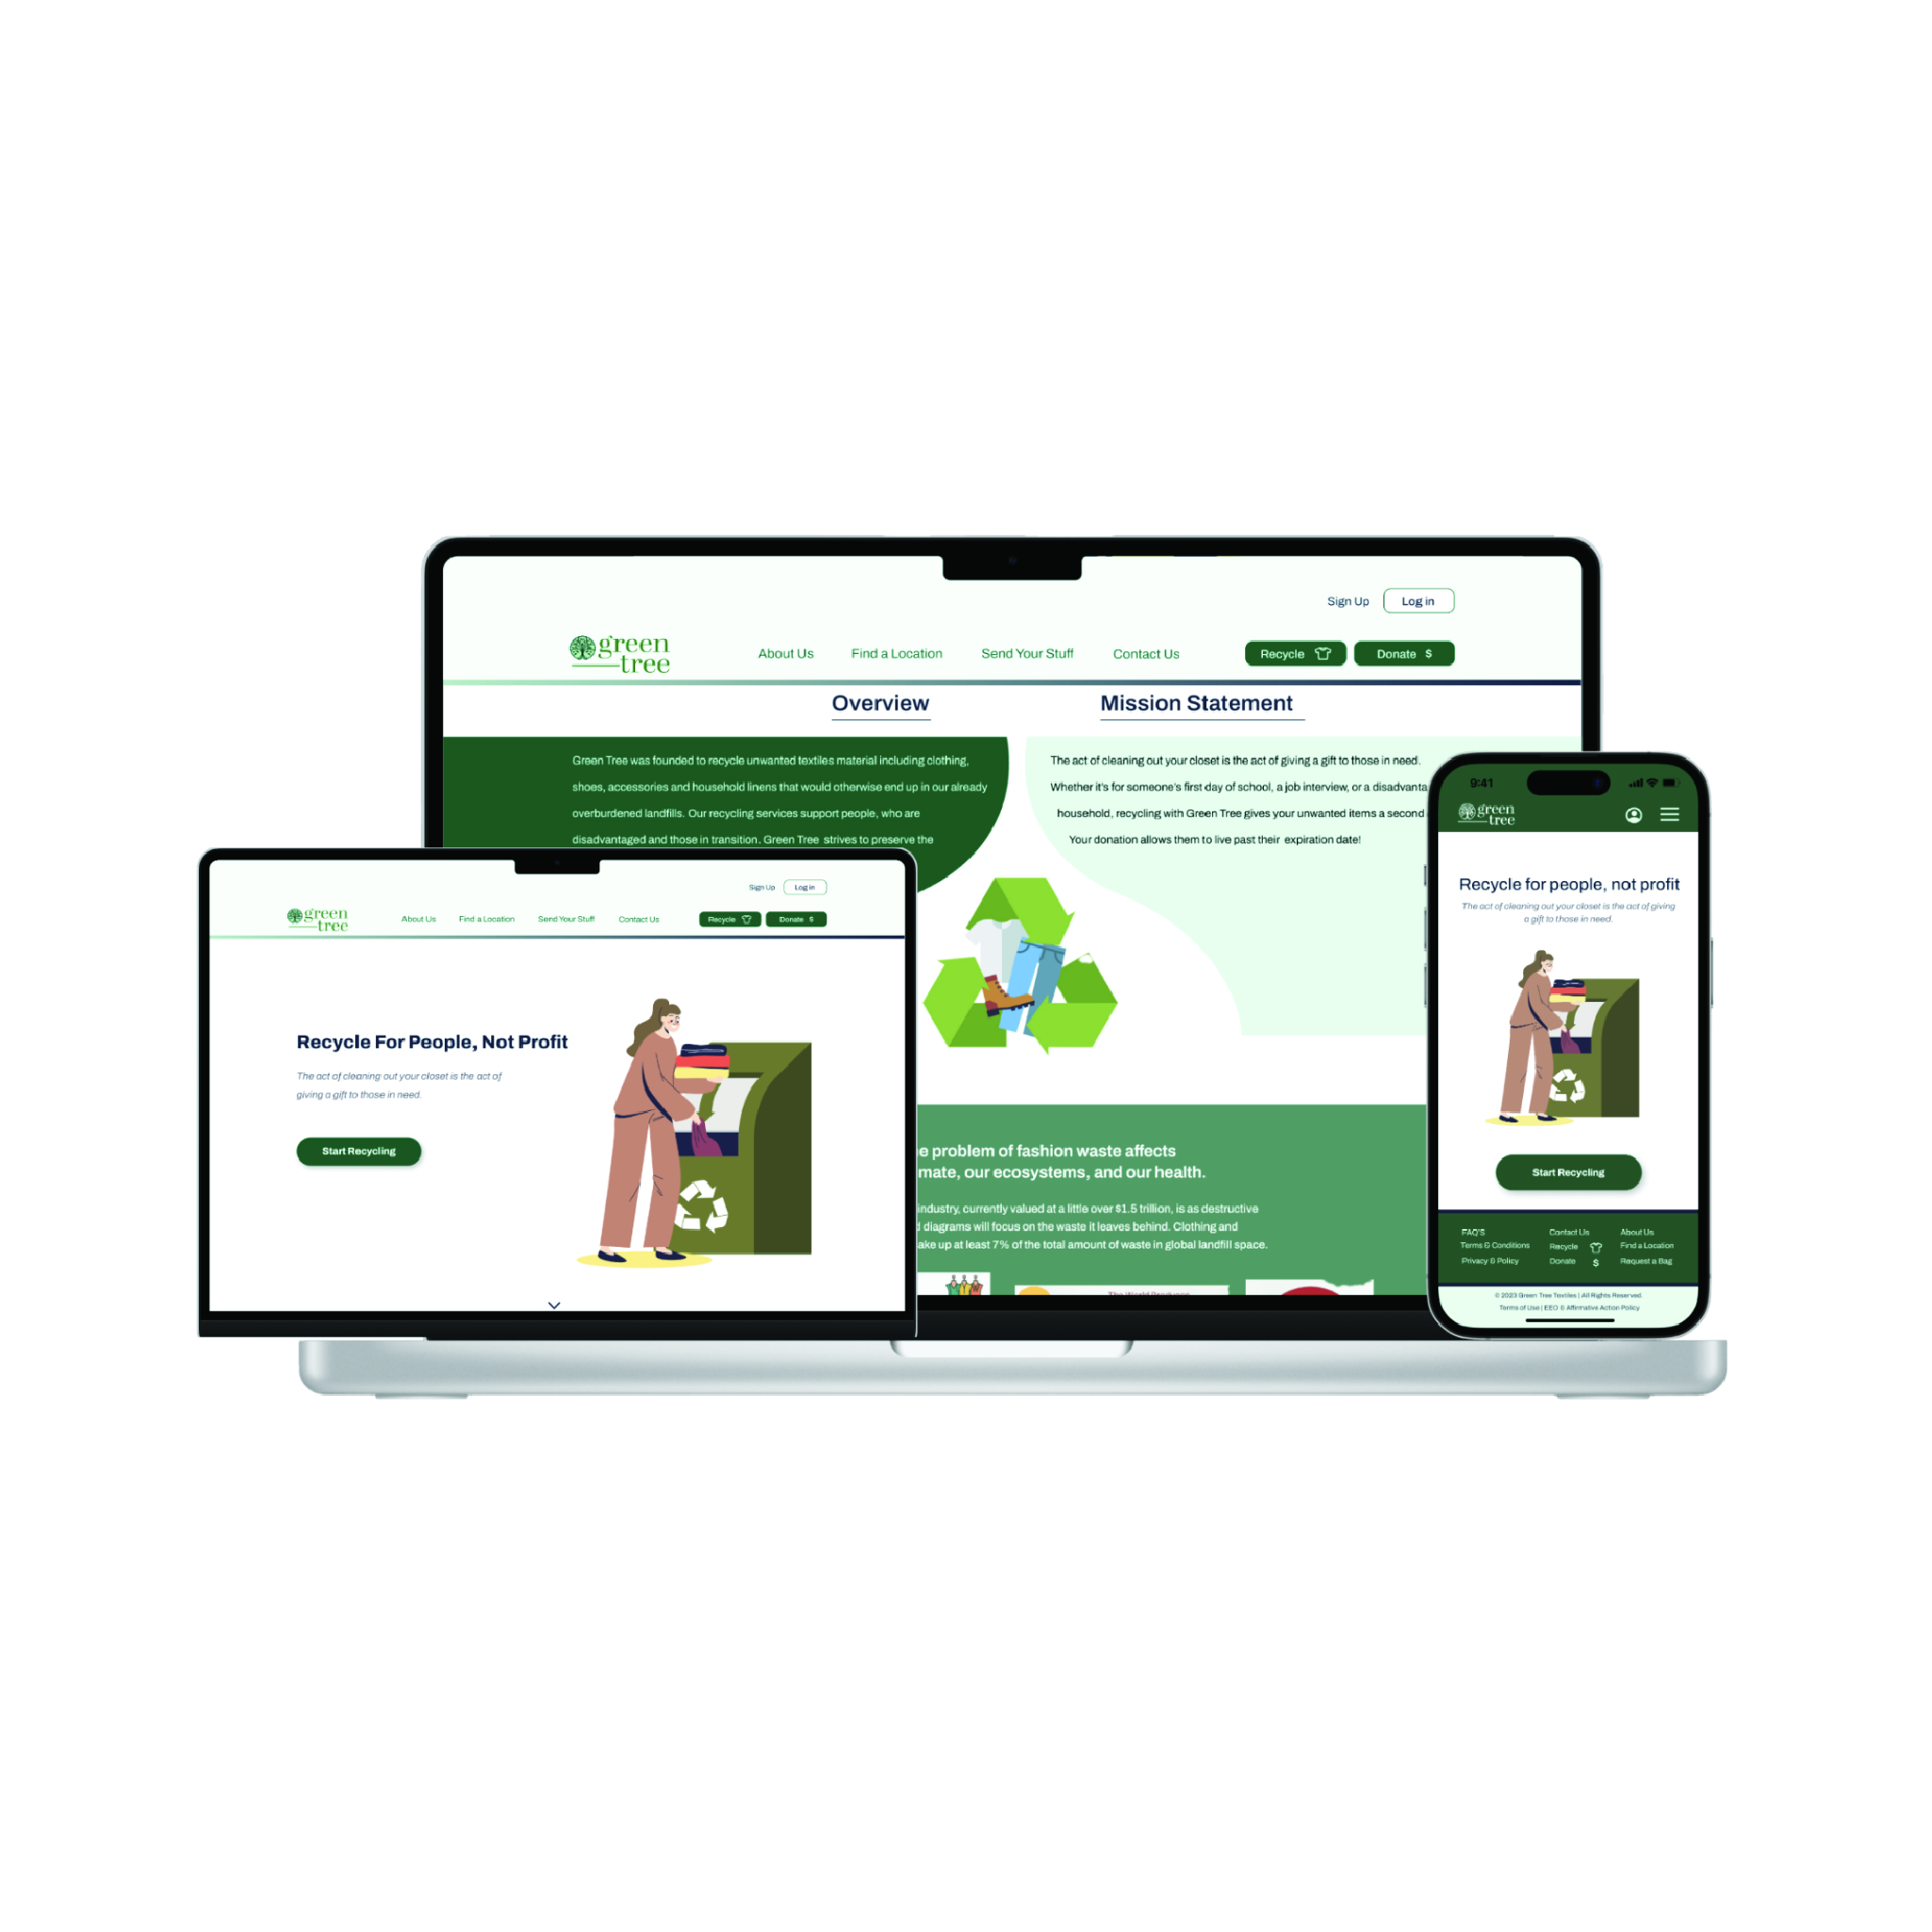 Sign Up
Log in
green
tree
About Us
Find a Location
Send Your Stuff
Contact Us
Recycle
Donate $
Overview
Mission Statement
Green Tree was founded to recycle unwanted textiles material including clothing,
shoes, accessories and household linens that would otherwise end up in our already
overburdened landfills. Our recycling services support people, who are
disadvantaged and those in transition. Green Tree strives to preserve the
The act of cleaning out your closet is the act of giving a gift to those in need.
Whether it's for someone's first day of school, a job interview, or a disadvanta
household, recycling with Green Tree gives your unwanted items a second
Your donation allows them to live past their expiration date!
e problem of fashion waste affects
mate, our ecosystems, and our health.
industry, currently valued at a little over $1.5 trillion, is as destructive
d diagrams will focus on the waste it leaves behind. Clothing and
ake up at least 7% of the total amount of waste in global landfill space.
The World Produces
Sign Up
Log in
green
tree
About Us
Find a Location
Send Your Stuff
Contact Us
Recycle
Donate $
Recycle For People, Not Profit
The act of cleaning out your closet is the act of
giving a gift to those in need.
Start Recycling
9:41
green
tree
Recycle for people, not profit
The act of cleaning out your closet is the act of giving
a gift to those in need.
Start Recycling
FAQ'S
Contact Us
About Us
Terms & Conditions
Recycle
Find a Location
Privacy & Policy
Donate $
Request a Bag
© 2023 Green Tree Textiles | All Rights Reserved.
Terms of Use | EEO & Affirmative Action Policy